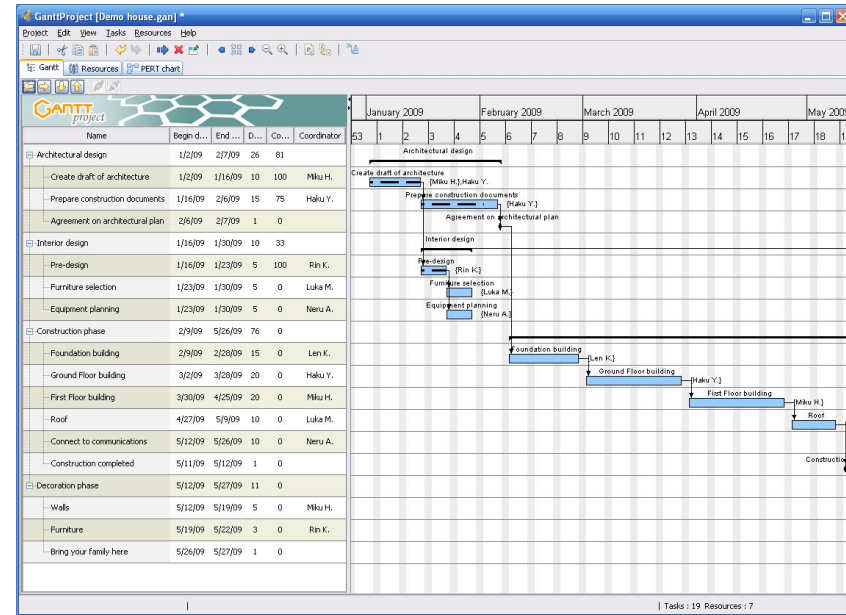 GanttProject [Demo house.gan] *
Project Edit View Tasks Resources Help
Gantt Resources PERT chart
GANTT project
January 2009 February 2009 March 2009 April 2009 May 200
Name Begin d... End ... D... Co... Coordinator 53 1 2 3 4 5 6 7 8 9 10 11 12 13 14 15 16 17 18 1
Architectural design 1/2/09 2/7/09 26 81 Architectural design
Create draft of architecture 1/2/09 1/16/09 10 100 Miku H. Create draft of architecture {Miku H.},Haku Y.
Prepare construction documents 1/16/09 2/6/09 15 75 Haku Y. Prepare construction documents {Haku Y.}
Agreement on architectural plan 2/6/09 2/7/09 1 0 Agreement on architectural plan
Interior design 1/16/09 1/30/09 10 33 Interior design
Pre-design 1/16/09 1/23/09 5 100 Rin K. Pre-design {Rin K.}
Furniture selection 1/23/09 1/30/09 5 0 Luka M. Furniture selection {Luka M.}
Equipment planning 1/23/09 1/30/09 5 0 Neru A. Equipment planning {Neru A.}
Construction phase 2/9/09 5/26/09 76 0
Foundation building 2/9/09 2/28/09 15 0 Len K. Foundation building {Len K.}
Ground Floor building 3/2/09 3/28/09 20 0 Haku Y. Ground Floor building {Haku Y.}
First Floor building 3/30/09 4/25/09 20 0 Miku H. First Floor building {Miku H.}
Roof 4/27/09 5/9/09 10 0 Luka M. Roof
Connect to communications 5/12/09 5/26/09 10 0 Neru A.
Construction completed 5/11/09 5/12/09 1 0 Constructio
Decoration phase 5/12/09 5/27/09 11 0
Walls 5/12/09 5/19/09 5 0 Miku H.
Furniture 5/19/09 5/22/09 3 0 Rin K.
Bring your family here 5/26/09 5/27/09 1 0
Tasks : 19 Resources : 7